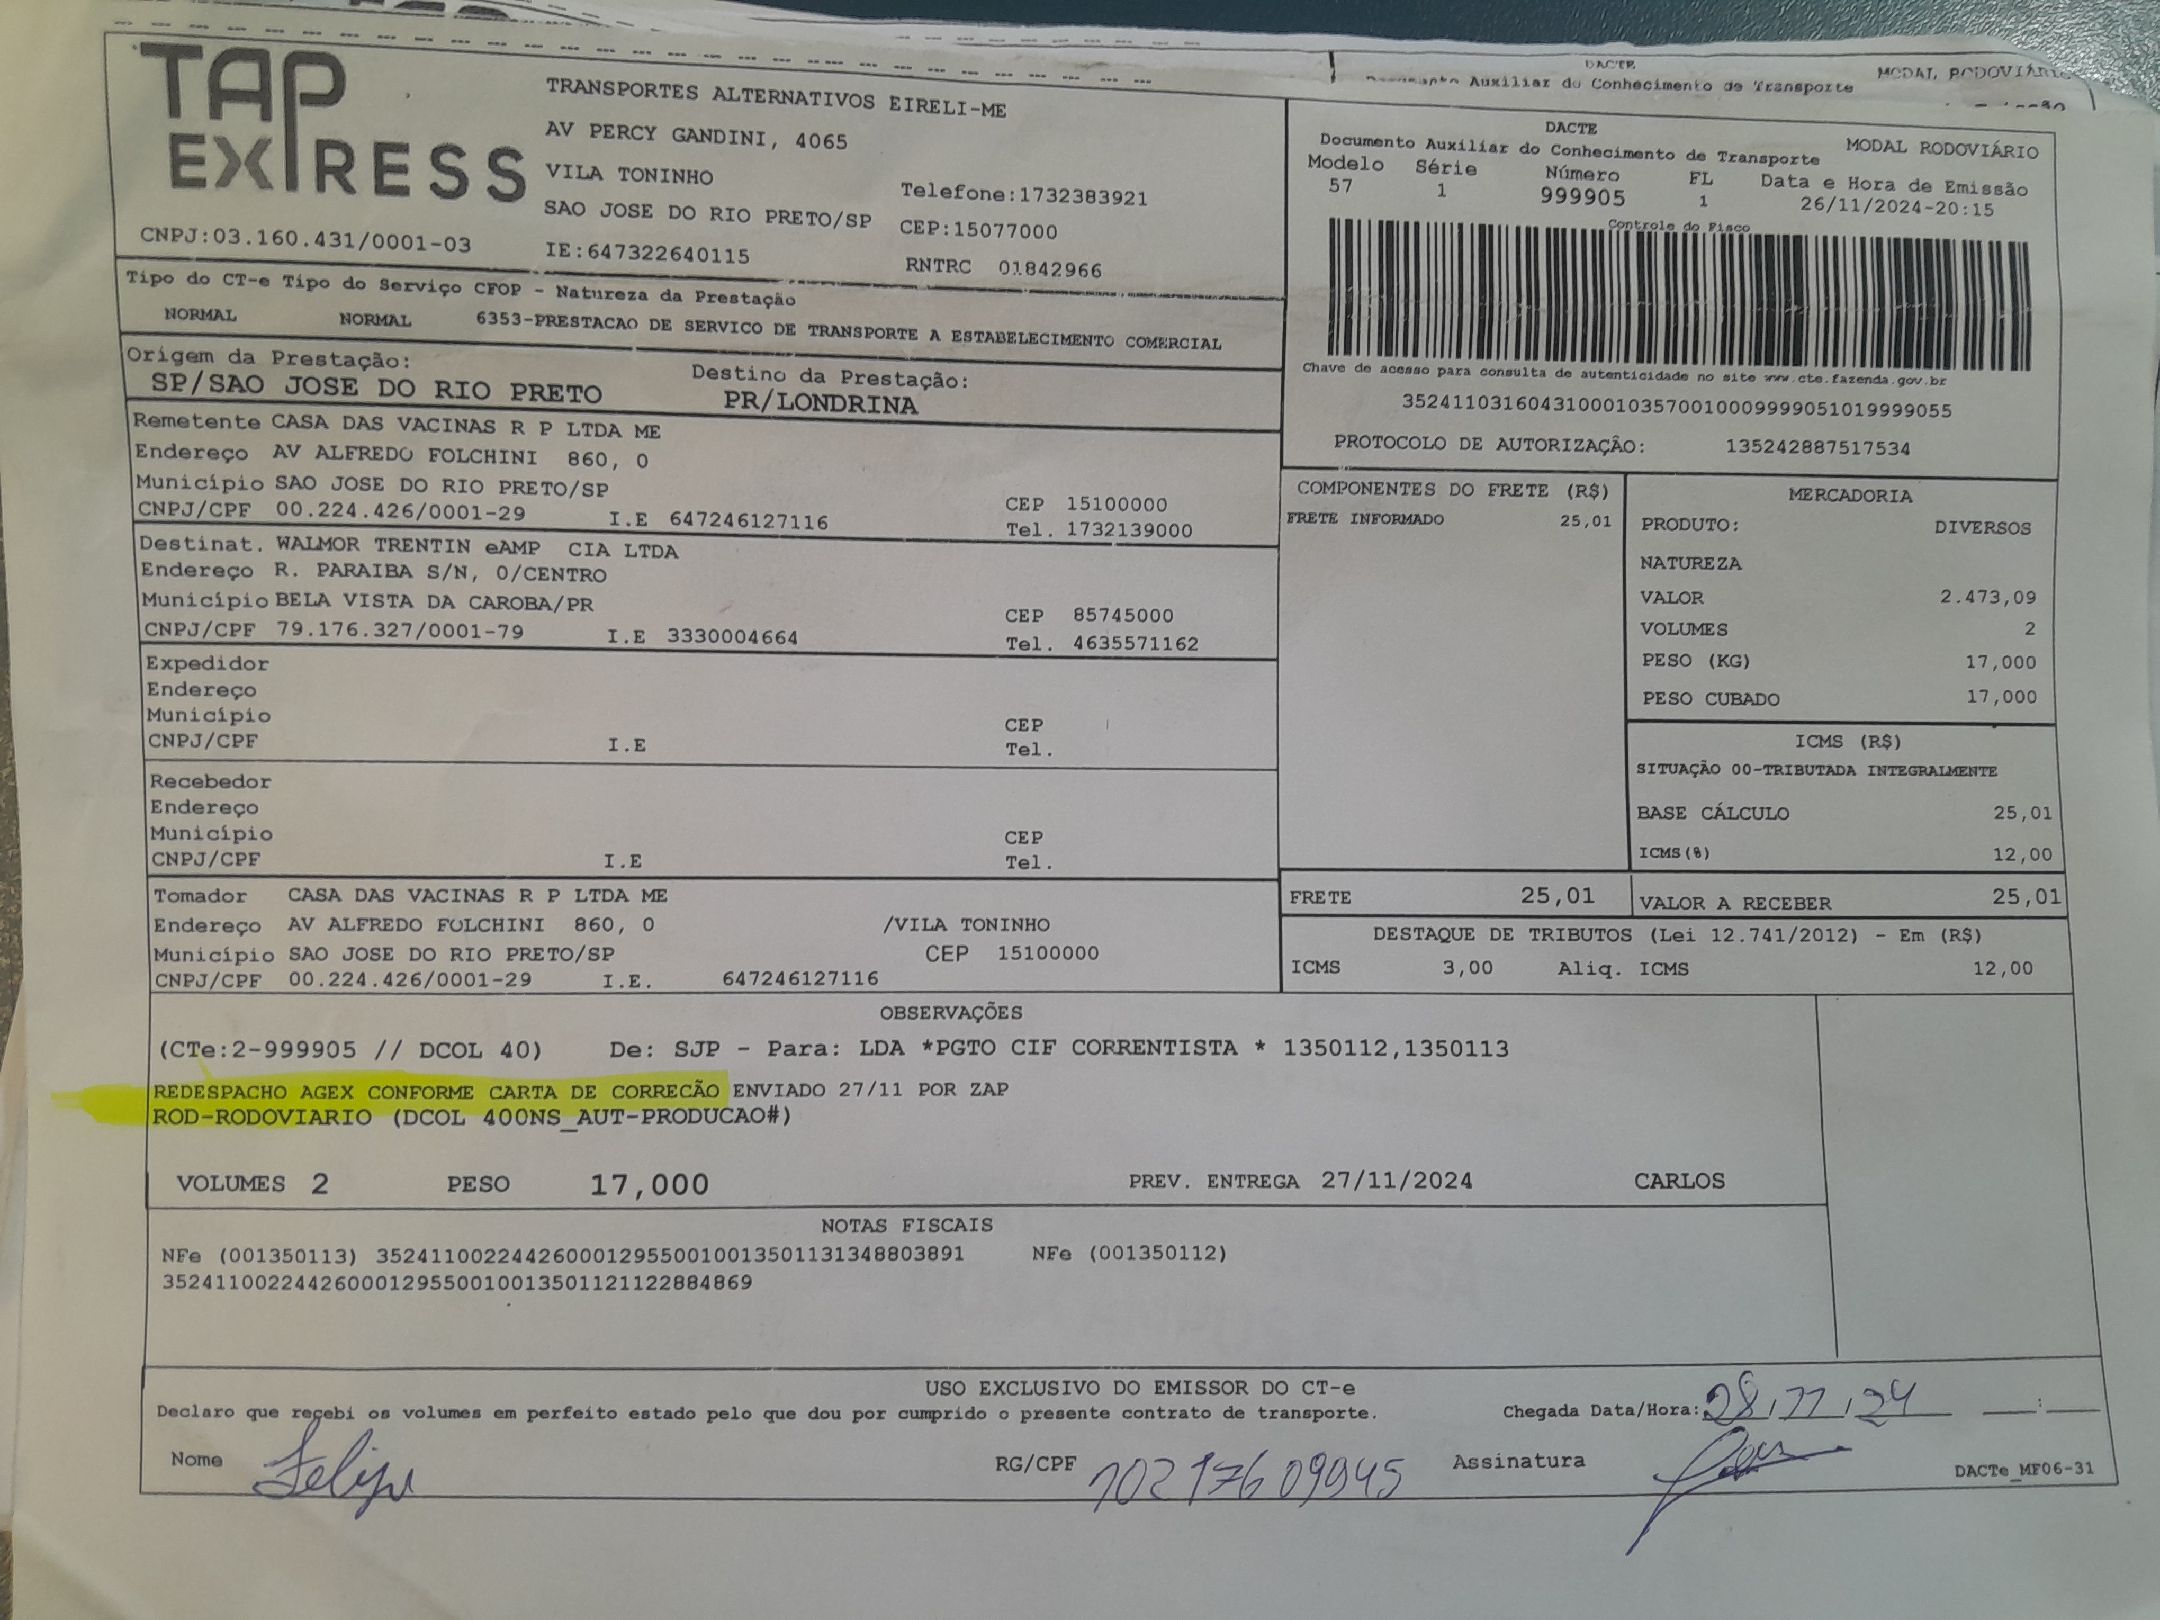 DACTE
Auxiliar do Conhecimento de Transporte
MODAL RODOVIÁRIO
TAP EXPRESS
TRANSPORTES ALTERNATIVOS EIRELI-ME
AV PERCY GANDINI, 4065
VILA TONINHO
Telefone:1732383921
SAO JOSE DO RIO PRETO/SP CEP:15077000
CNPJ:03.160.431/0001-03
IE:647322640115 RNTRC 01842966
DACTE
Documento Auxiliar do Conhecimento de Transporte MODAL RODOVIÁRIO
Modelo Série Número FL Data e Hora de Emissão
57 1 999905 1 26/11/2024-20:15
Controle do Fisco
Chave de acesso para consulta de autenticidade no site www.cte.fazenda.gov.br
35241103160431000103570010009999051019999055
PROTOCOLO DE AUTORIZAÇÃO: 135242887517534
Tipo do CT-e Tipo do Serviço CFOP - Natureza da Prestação
NORMAL NORMAL 6353-PRESTACAO DE SERVICO DE TRANSPORTE A ESTABELECIMENTO COMERCIAL
Origem da Prestação: Destino da Prestação:
SP/SAO JOSE DO RIO PRETO PR/LONDRINA
Remetente CASA DAS VACINAS R P LTDA ME
Endereço AV ALFREDO FOLCHINI 860, 0
Município SAO JOSE DO RIO PRETO/SP CEP 15100000
CNPJ/CPF 00.224.426/0001-29 I.E 647246127116 Tel. 1732139000
Destinat. WALMOR TRENTIN eAMP CIA LTDA
Endereço R. PARAIBA S/N, 0/CENTRO
Município BELA VISTA DA CAROBA/PR CEP 85745000
CNPJ/CPF 79.176.327/0001-79 I.E 3330004664 Tel. 4635571162
Expedidor
Endereço
Município CEP
CNPJ/CPF I.E Tel.
Recebedor
Endereço
Município CEP
CNPJ/CPF I.E Tel.
Tomador CASA DAS VACINAS R P LTDA ME
Endereço AV ALFREDO FOLCHINI 860, 0 /VILA TONINHO
Município SAO JOSE DO RIO PRETO/SP CEP 15100000
CNPJ/CPF 00.224.426/0001-29 I.E. 647246127116
COMPONENTES DO FRETE (R$)
FRETE INFORMADO 25,01
MERCADORIA
PRODUTO: DIVERSOS
NATUREZA
VALOR 2.473,09
VOLUMES 2
PESO (KG) 17,000
PESO CUBADO 17,000
ICMS (R$)
SITUAÇÃO 00-TRIBUTADA INTEGRALMENTE
BASE CÁLCULO 25,01
ICMS(%) 12,00
FRETE 25,01 VALOR A RECEBER 25,01
DESTAQUE DE TRIBUTOS (Lei 12.741/2012) - Em (R$)
ICMS 3,00 Aliq. ICMS 12,00
OBSERVAÇÕES
(CTe:2-999905 // DCOL 40) De: SJP - Para: LDA *PGTO CIF CORRENTISTA * 1350112,1350113
REDESPACHO AGEX CONFORME CARTA DE CORRECÃO ENVIADO 27/11 POR ZAP
ROD-RODOVIARIO (DCOL 400NS_AUT-PRODUCAO#)
VOLUMES 2 PESO 17,000 PREV. ENTREGA 27/11/2024 CARLOS
NOTAS FISCAIS
NFe (001350113) 35241100224426000129550010013501131348803891 NFe (001350112)
35241100224426000129550010013501121122884869
USO EXCLUSIVO DO EMISSOR DO CT-e
Declaro que recebi os volumes em perfeito estado pelo que dou por cumprido o presente contrato de transporte. Chegada Data/Hora: 28/11/24 __:__
Nome Felipe RG/CPF 10217609945 Assinatura
DACTe_MF06-31